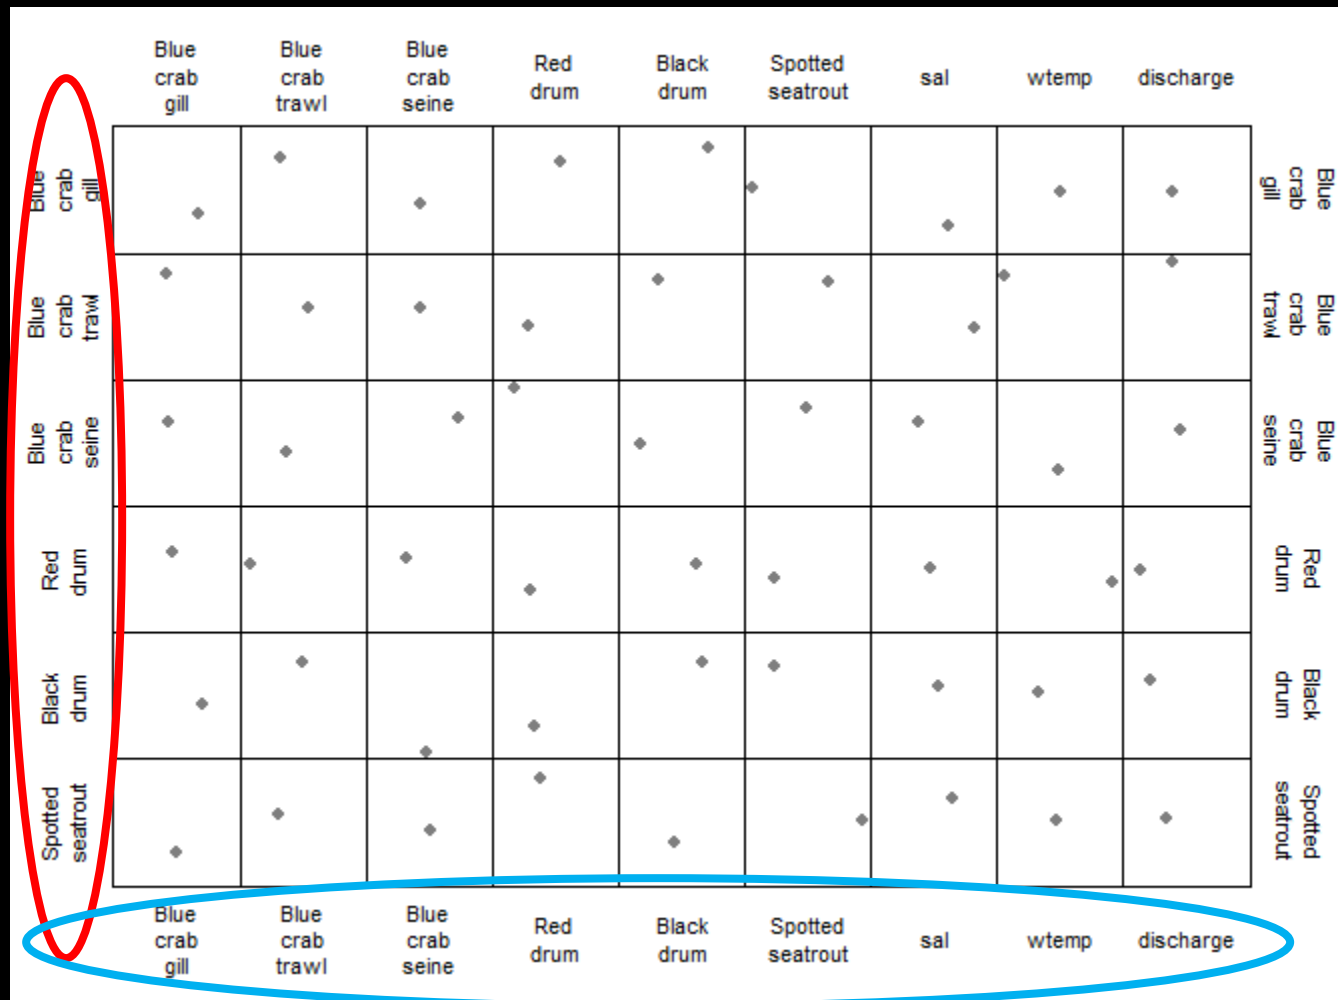 Blue
crab
gill
Blue
crab
trawl
Blue
crab
seine
Red
drum
Black
drum
Spotted
seatrout
sal
wtemp
discharge
Blue
crab
gill
Blue
crab
gill
Blue
crab
trawl
Blue
crab
trawl
Blue
crab
seine
Blue
crab
seine
Red
drum
Red
drum
Black
drum
Black
drum
Spotted
seatrout
Spotted
seatrout
Blue
crab
gill
Blue
crab
trawl
Blue
crab
seine
Red
drum
Black
drum
Spotted
seatrout
sal
wtemp
discharge